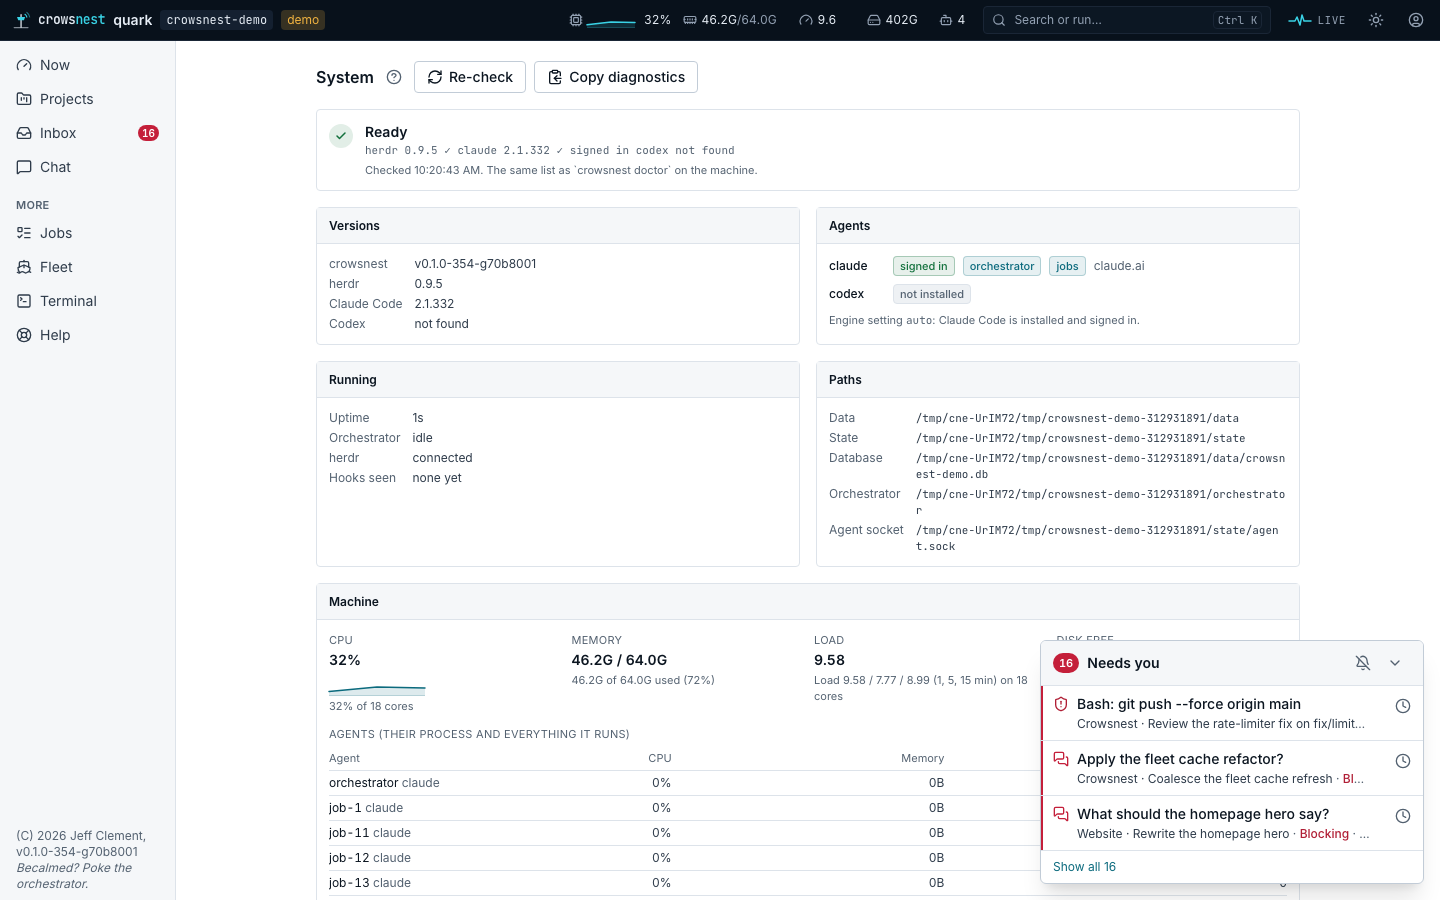 crowsnest quark crowsnest-demo demo 32% 46.2G/64.0G 9.6 402G 4 Search or run... Ctrl K LIVE
Now
Projects
Inbox 16
Chat
MORE
Jobs
Fleet
Terminal
Help
(C) 2026 Jeff Clement,
v0.1.0-354-g70b8001
Becalmed? Poke the
orchestrator.
System Re-check Copy diagnostics
Ready
herdr 0.9.5 ✓ claude 2.1.332 ✓ signed in codex not found
Checked 10:20:43 AM. The same list as `crowsnest doctor` on the machine.
Versions
crowsnest v0.1.0-354-g70b8001
herdr 0.9.5
Claude Code 2.1.332
Codex not found
Agents
claude signed in orchestrator jobs claude.ai
codex not installed
Engine setting auto: Claude Code is installed and signed in.
Running
Uptime 1s
Orchestrator idle
herdr connected
Hooks seen none yet
Paths
Data /tmp/cne-UrIM72/tmp/crowsnest-demo-312931891/data
State /tmp/cne-UrIM72/tmp/crowsnest-demo-312931891/state
Database /tmp/cne-UrIM72/tmp/crowsnest-demo-312931891/data/crowsn
est-demo.db
Orchestrator /tmp/cne-UrIM72/tmp/crowsnest-demo-312931891/orchestrato
r
Agent socket /tmp/cne-UrIM72/tmp/crowsnest-demo-312931891/state/agen
t.sock
Machine
CPU
32%
32% of 18 cores
MEMORY
46.2G / 64.0G
46.2G of 64.0G used (72%)
LOAD
9.58
Load 9.58 / 7.77 / 8.99 (1, 5, 15 min) on 18
cores
DISK FREE
AGENTS (THEIR PROCESS AND EVERYTHING IT RUNS)
Agent CPU Memory
orchestrator claude 0% 0B
job-1 claude 0% 0B
job-11 claude 0% 0B
job-12 claude 0% 0B
job-13 claude 0% 0B
16 Needs you
Bash: git push --force origin main
Crowsnest · Review the rate-limiter fix on fix/limit...
Apply the fleet cache refactor?
Crowsnest · Coalesce the fleet cache refresh · Bl...
What should the homepage hero say?
Website · Rewrite the homepage hero · Blocking · ...
Show all 16